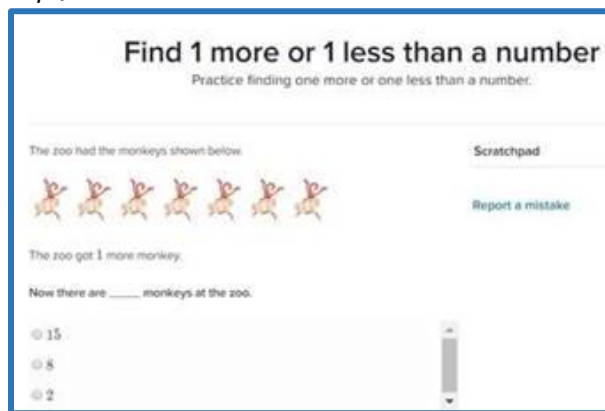 Find 1 more or 1 less than a number
Practice finding one more or one less than a number.
The zoo had the monkeys shown below.
Scratchpad
Report a mistake
The zoo got 1 more monkey.
Now there are _____ monkeys at the zoo.
15
8
2